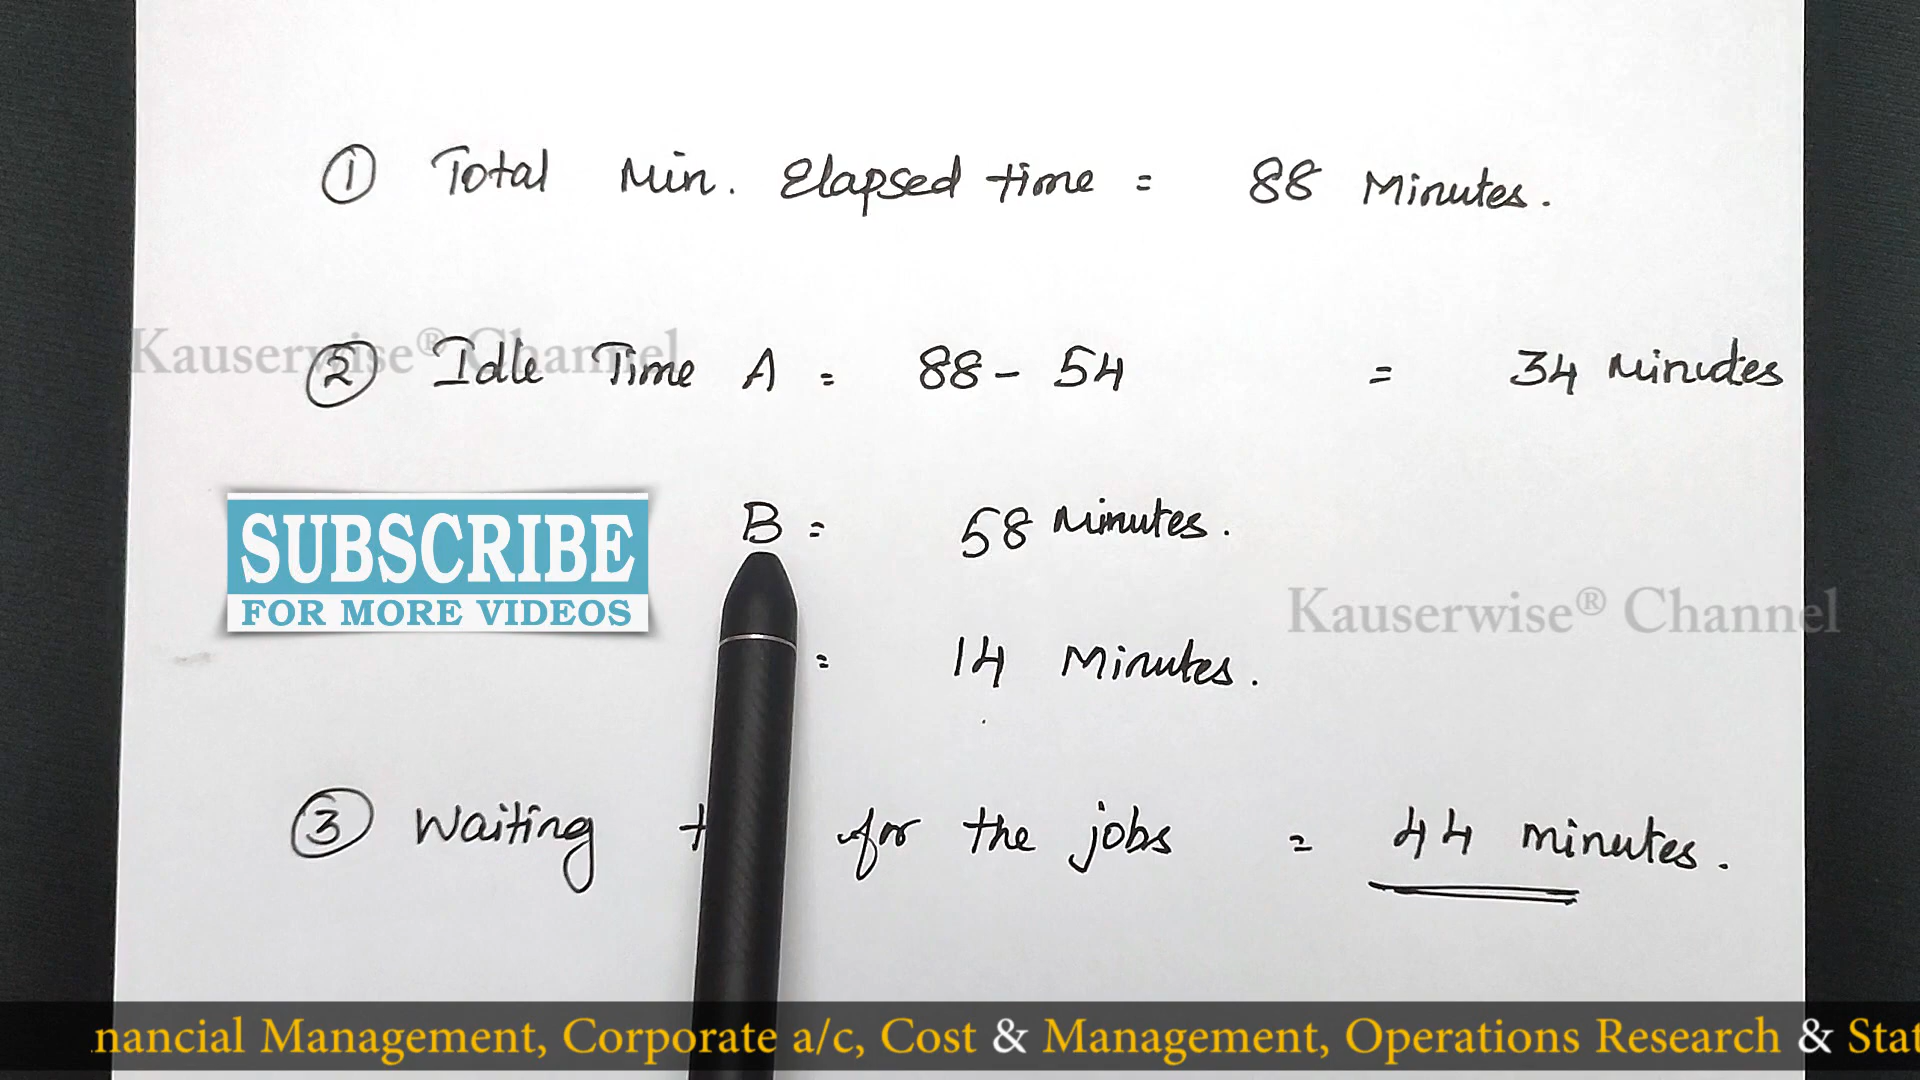 ① Total Min. Elapsed time = 88 Minutes.
Kauserwise® Channel
② Idle Time A = 88 - 54 = 34 Minutes
B = 58 Minutes.
SUBSCRIBE
FOR MORE VIDEOS
Kauserwise® Channel
= 14 Minutes.
③ Waiting for the jobs = 44 minutes.
nancial Management, Corporate a/c, Cost & Management, Operations Research & Stat